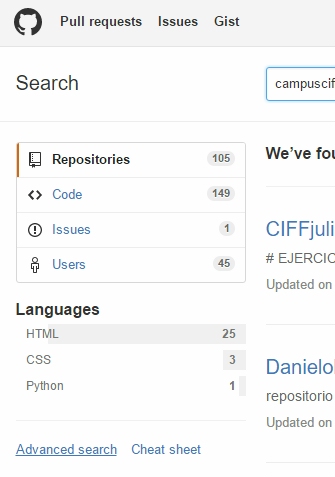 Pull requests Issues Gist
Search
campuscif
Repositories 105
Code 149
Issues 1
Users 45
Languages
HTML 25
CSS 3
Python 1
Advanced search Cheat sheet
We've fou
CIFFjuli
# EJERCIC
Updated on
Danielo
repositorio
Updated on